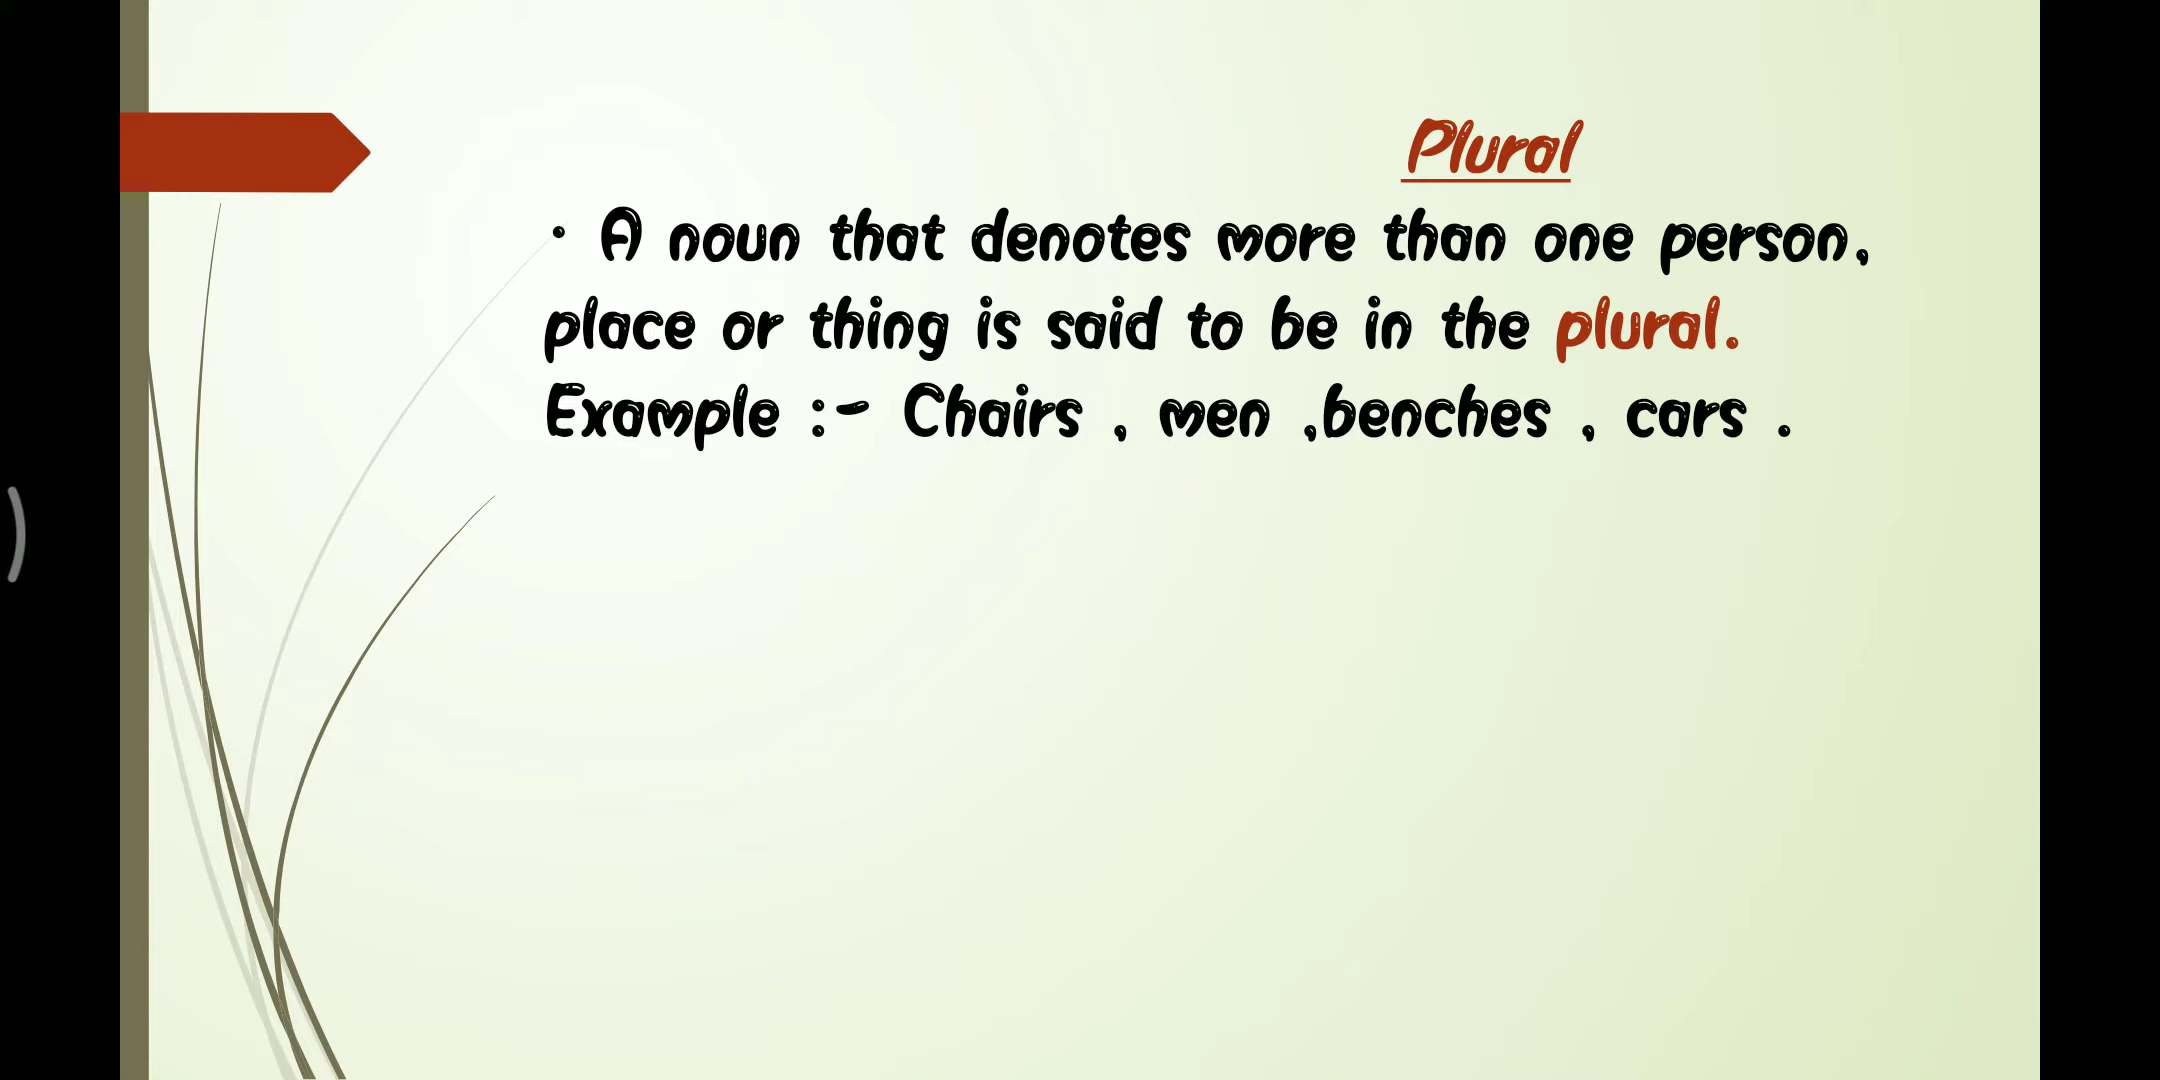 Plural
• A noun that denotes more than one person,
place or thing is said to be in the plural.
Example :- Chairs , men ,benches , cars .